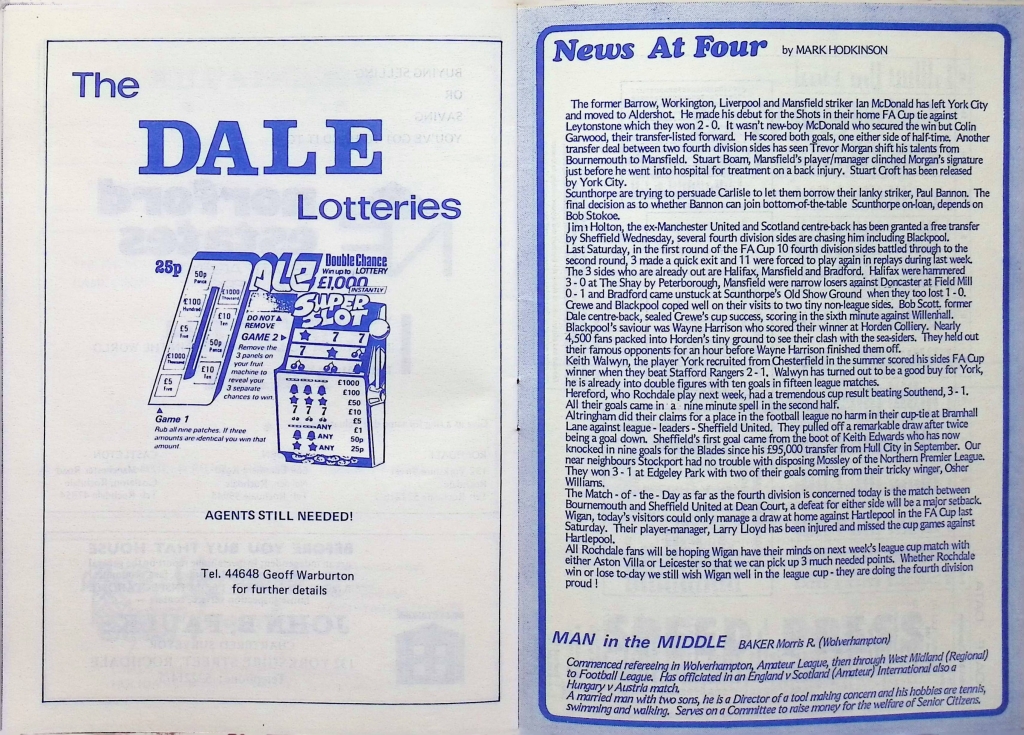 The
DALE
Lotteries
25p
50p
Pence
£100
Hundred
£5
Five
£1000
Thousand
£5
Five
£1000
Thousand
£10
Ten
50p
Pence
£10
Ten
DALE
Double Chance
Win up to LOTTERY
£1,000
INSTANTLY
SUPER
SLOT
DO NOT
REMOVE
GAME 2
Remove the
3 panels on
your fruit
machine to
reveal your
3 separate
chances to win.
7 7
7
£1000
£100
£50
7 7 7 £10
£5
ANY £1
ANY 50p
ANY 25p
Game 1
Rub all nine patches. If three
amounts are identical you win that
amount
AGENTS STILL NEEDED!
Tel. 44648 Geoff Warburton
for further details
News At Four by MARK HODKINSON
The former Barrow, Workington, Liverpool and Mansfield striker Ian McDonald has left York City
and moved to Aldershot. He made his debut for the Shots in their home FA Cup tie against
Leytonstone which they won 2 - 0. It wasn't new-boy McDonald who secured the win but Colin
Garwood, their transfer-listed forward. He scored both goals, one either side of half-time. Another
transfer deal between two fourth division sides has seen Trevor Morgan shift his talents from
Bournemouth to Mansfield. Stuart Boam, Mansfield's player/manager clinched Morgan's signature
just before he went into hospital for treatment on a back injury. Stuart Croft has been released
by York City.
Scunthorpe are trying to persuade Carlisle to let them borrow their lanky striker, Paul Bannon. The
final decision as to whether Bannon can join bottom-of-the-table Scunthorpe on-loan, depends on
Bob Stokoe.
Jim Holton, the ex-Manchester United and Scotland centre-back has been granted a free transfer
by Sheffield Wednesday, several fourth division sides are chasing him including Blackpool.
Last Saturday, in the first round of the FA Cup 10 fourth division sides battled through to the
second round, 3 made a quick exit and 11 were forced to play again in replays during last week.
The 3 sides who are already out are Halifax, Mansfield and Bradford. Halifax were hammered
3 - 0 at The Shay by Peterborough, Mansfield were narrow losers against Doncaster at Field Mill
0 - 1 and Bradford came unstuck at Scunthorpe's Old Show Ground when they too lost 1 - 0.
Crewe and Blackpool coped well on their visits to two tiny non-league sides. Bob Scott, former
Dale centre-back, sealed Crewe's cup success, scoring in the sixth minute against Willenhall.
Blackpool's saviour was Wayne Harrison who scored their winner at Horden Colliery. Nearly
4,500 fans packed into Horden's tiny ground to see their clash with the sea-siders. They held out
their famous opponents for an hour before Wayne Harrison finished them off.
Keith Walwyn, the player York recruited from Chesterfield in the summer scored his sides FA Cup
winner when they beat Stafford Rangers 2 - 1. Walwyn has turned out to be a good buy for York,
he is already into double figures with ten goals in fifteen league matches.
Hereford, who Rochdale play next week, had a tremendous cup result beating Southend, 3 - 1.
All their goals came in a nine minute spell in the second half.
Altringham did their claims for a place in the football league no harm in their cup-tie at Bramhall
Lane against league - leaders - Sheffield United. They pulled off a remarkable draw after twice
being a goal down. Sheffield's first goal came from the boot of Keith Edwards who has now
knocked in nine goals for the Blades since his £95,000 transfer from Hull City in September. Our
near neighbours Stockport had no trouble with disposing Mossley of the Northern Premier League.
They won 3 - 1 at Edgeley Park with two of their goals coming from their tricky winger, Osher
Williams.
The Match - of - the - Day as far as the fourth division is concerned today is the match between
Bournemouth and Sheffield United at Dean Court, a defeat for either side will be a major setback.
Wigan, today's visitors could only manage a draw at home against Hartlepool in the FA Cup last
Saturday. Their player-manager, Larry Lloyd has been injured and missed the cup games against
Hartlepool.
All Rochdale fans will be hoping Wigan have their minds on next week's league cup match with
either Aston Villa or Leicester so that we can pick up 3 much needed points. Whether Rochdale
win or lose to-day we still wish Wigan well in the league cup - they are doing the fourth division
proud !
MAN in the MIDDLE BAKER Morris R. (Wolverhampton)
Commenced refereeing in Wolverhampton, Amateur League, then through West Midland (Regional)
to Football League. Has officiated in an England v Scotland (Amateur) International also a
Hungary v Austria match.
A married man with two sons, he is a Director of a tool making concern and his hobbies are tennis,
swimming and walking. Serves on a Committee to raise money for the welfare of Senior Citizens.